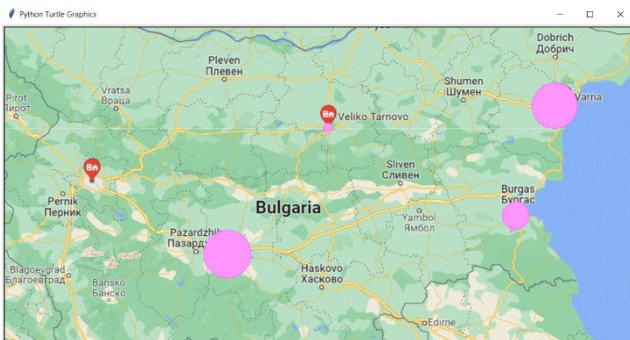 Python Turtle Graphics
Dobrich
Добрич
Pleven
Плевен
Shumen
Шумен
Vratsa
Враца
Pirot
Пирот
Varna
Veliko Tarnovo
Sliven
Сливен
Burgas
Бургас
Pernik
Перник
Bulgaria
Yambol
Ямбол
Pazardzhik
Haskovo
Хасково
Blagoevgrad
Благоевград
Bansko
Банско
Edirne